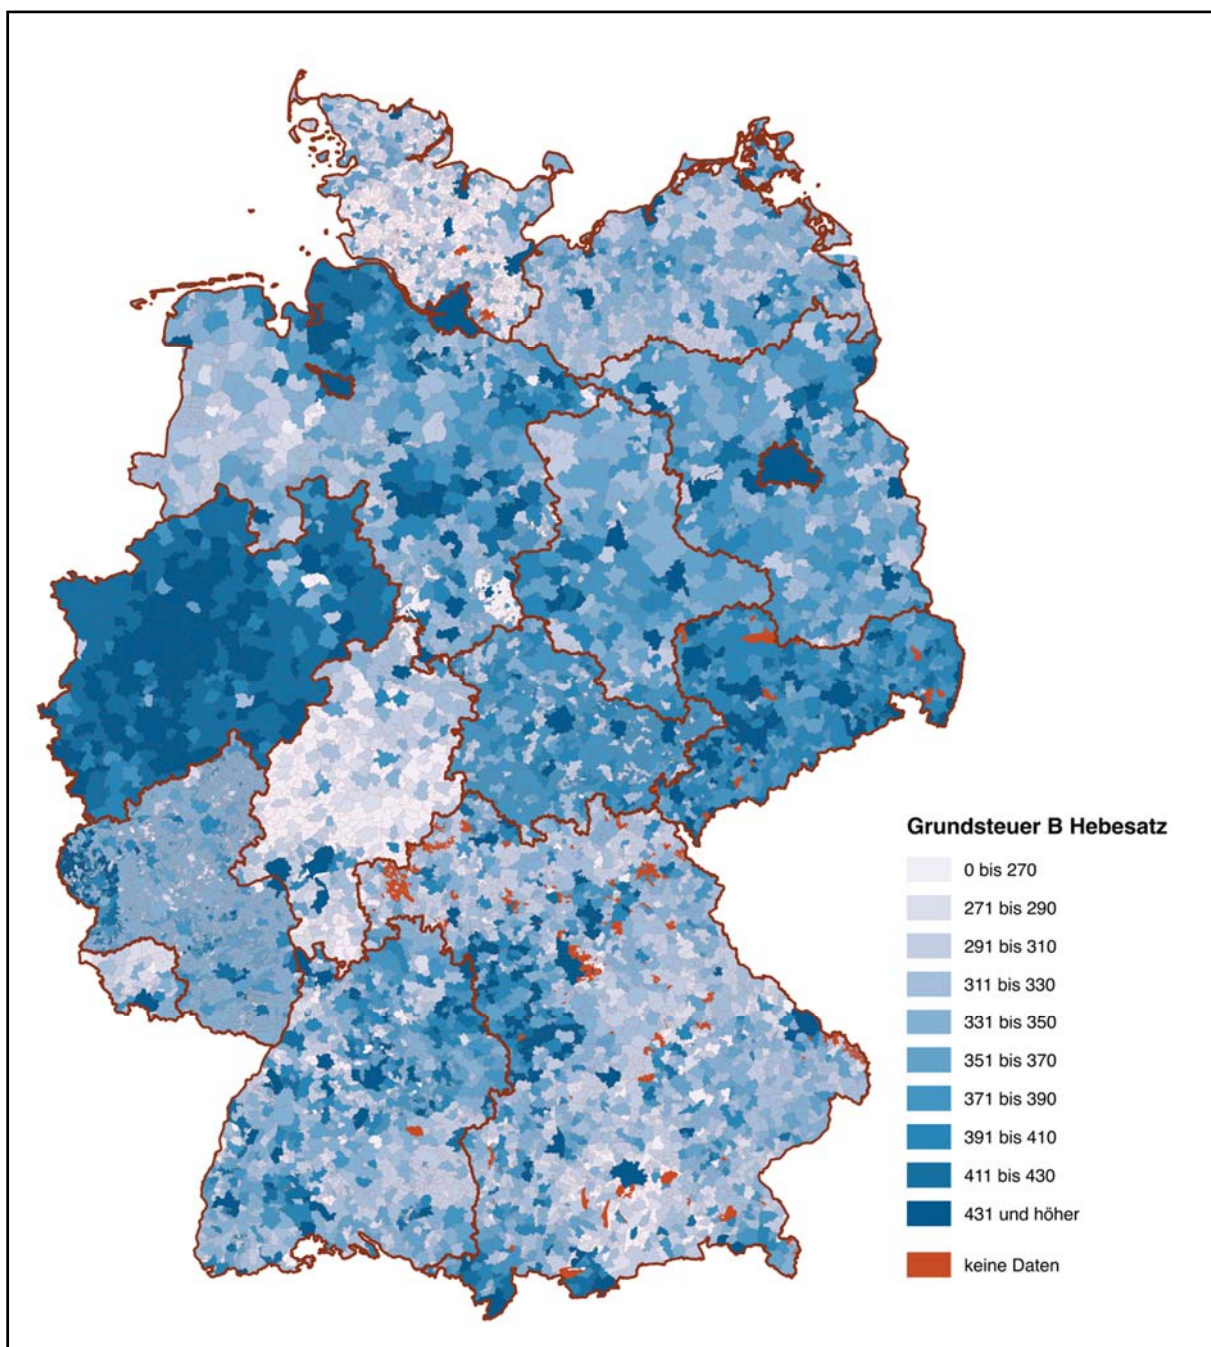 Grundsteuer B Hebesatz
0 bis 270
271 bis 290
291 bis 310
311 bis 330
331 bis 350
351 bis 370
371 bis 390
391 bis 410
411 bis 430
431 und höher
keine Daten